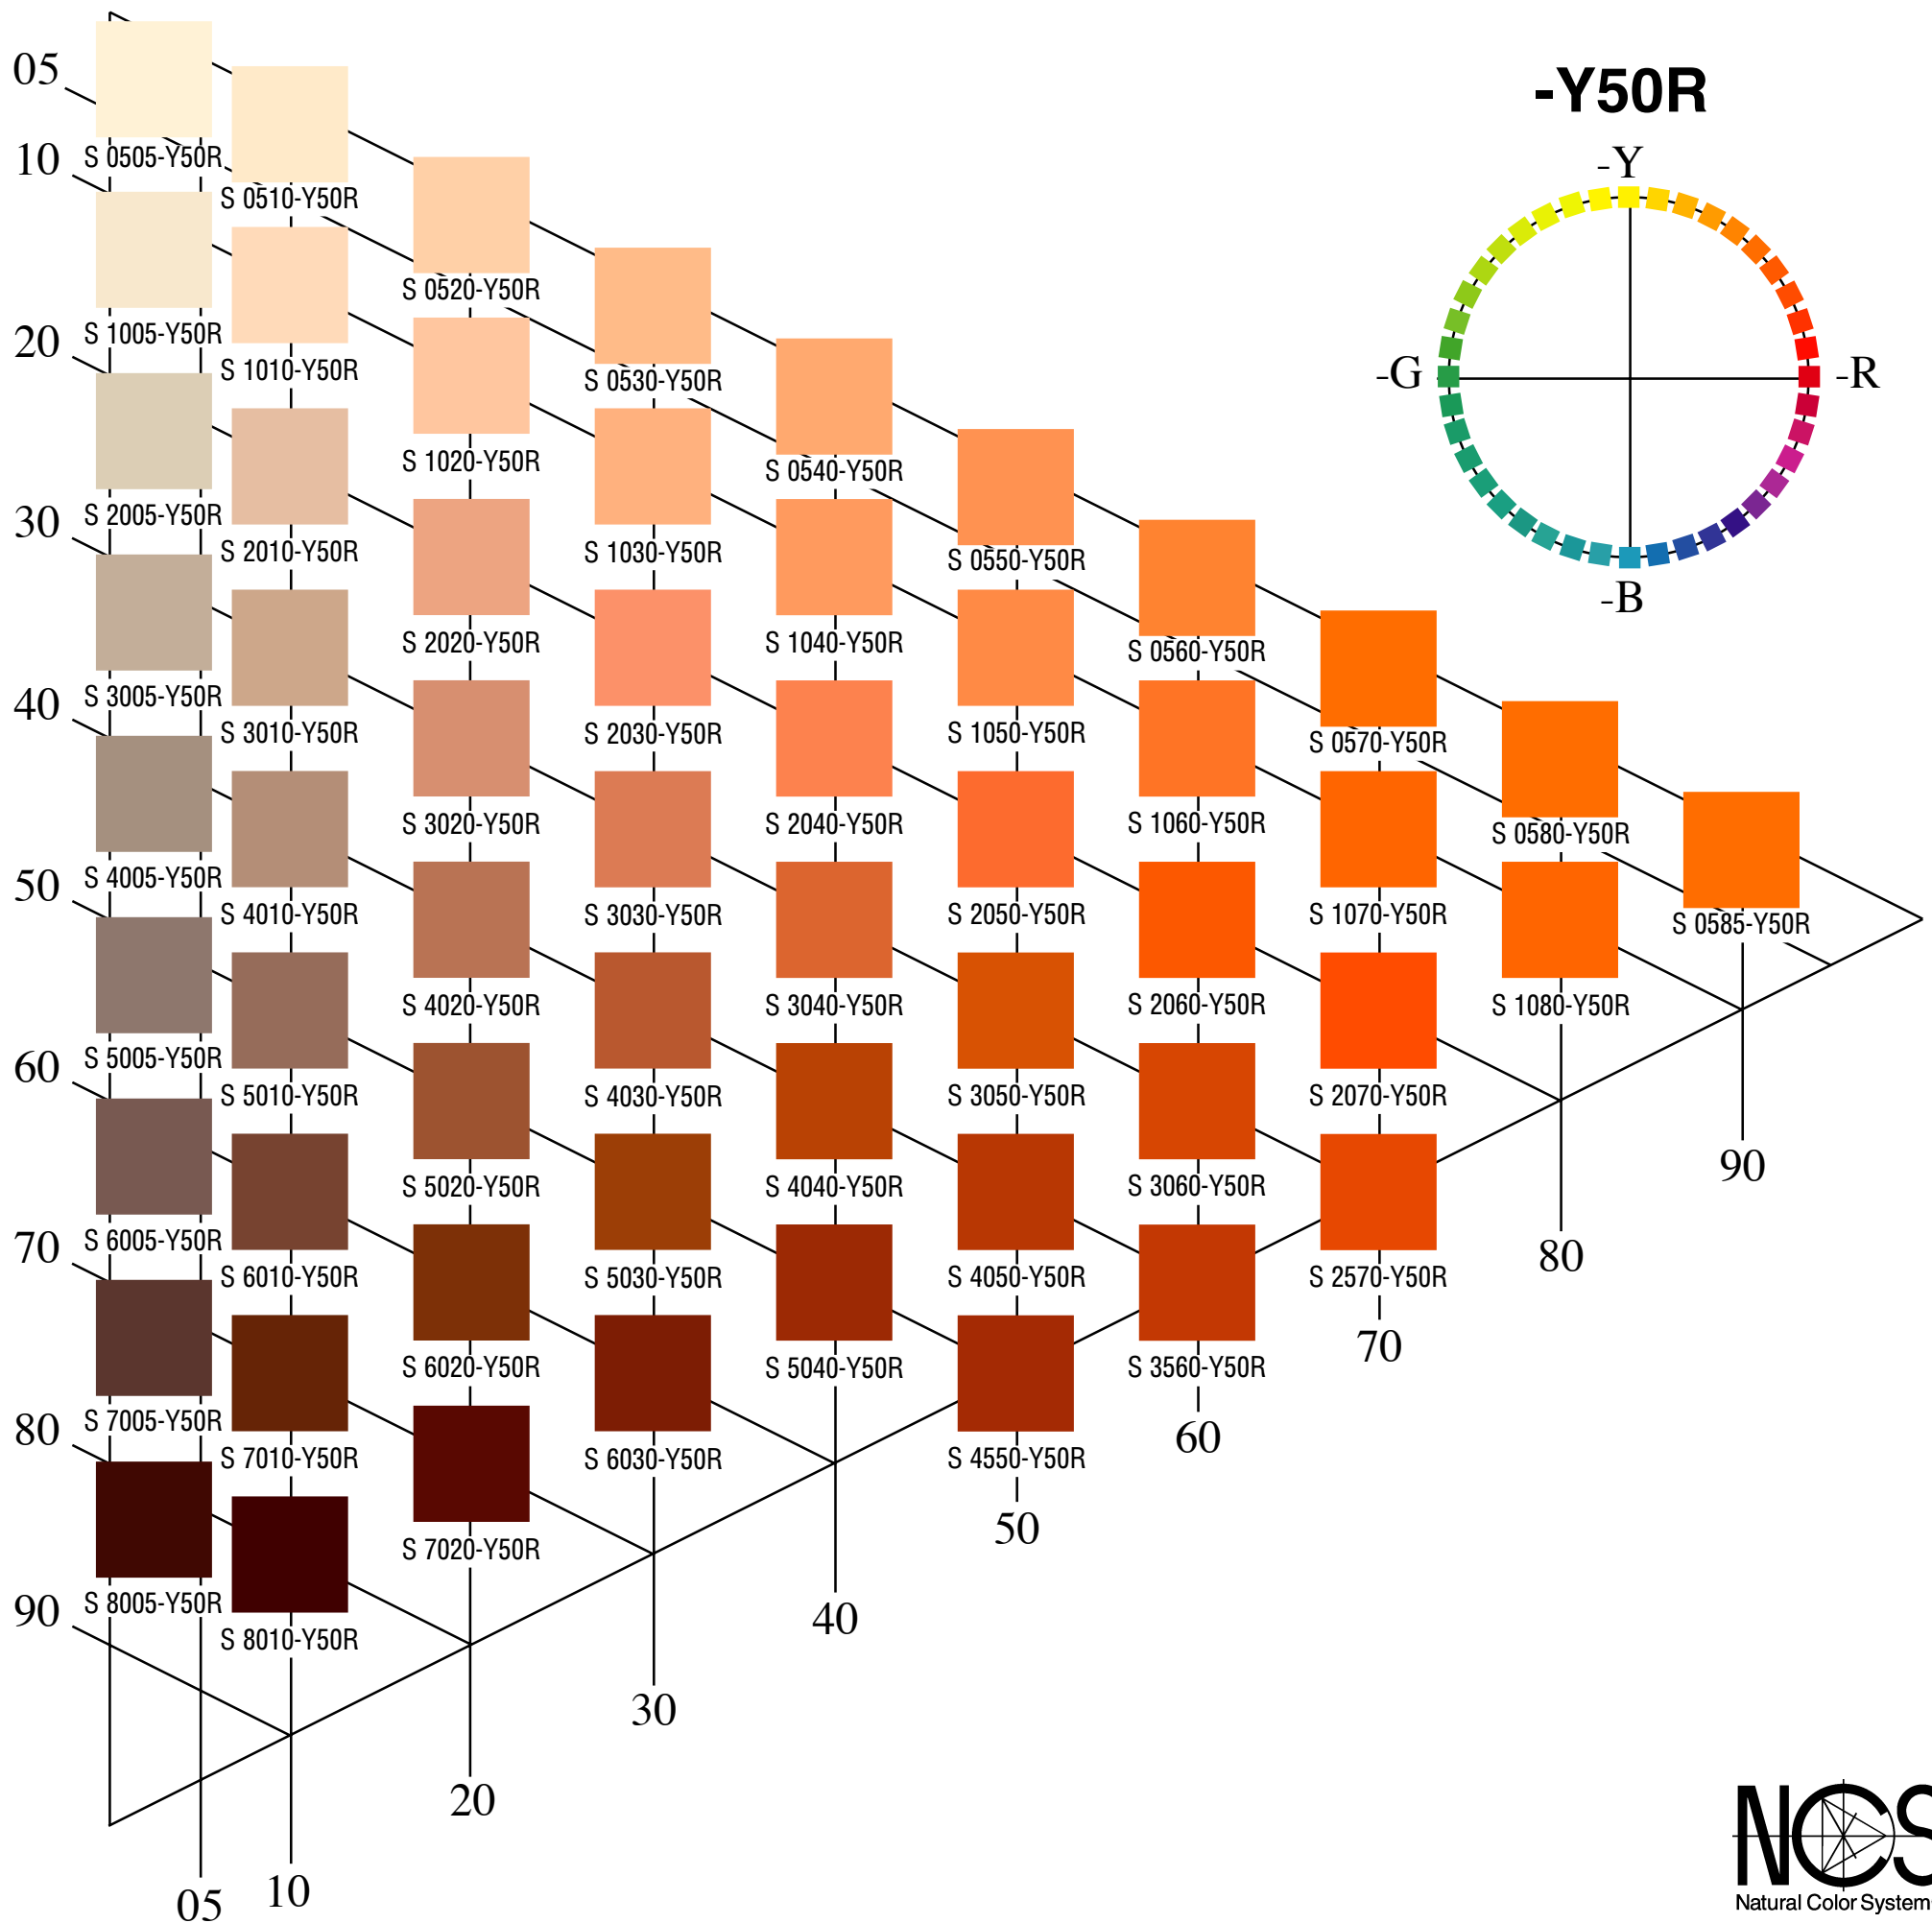 -Y50R
-Y
-G
-R
-B
05
10
20
30
40
50
60
70
80
90
S 0505-Y50R
S 1005-Y50R
S 2005-Y50R
S 3005-Y50R
S 4005-Y50R
S 5005-Y50R
S 6005-Y50R
S 7005-Y50R
S 8005-Y50R
05
S 0510-Y50R
S 1010-Y50R
S 2010-Y50R
S 3010-Y50R
S 4010-Y50R
S 5010-Y50R
S 6010-Y50R
S 7010-Y50R
S 8010-Y50R
10
S 0520-Y50R
S 1020-Y50R
S 2020-Y50R
S 3020-Y50R
S 4020-Y50R
S 5020-Y50R
S 6020-Y50R
S 7020-Y50R
20
S 0530-Y50R
S 1030-Y50R
S 2030-Y50R
S 3030-Y50R
S 4030-Y50R
S 5030-Y50R
S 6030-Y50R
30
S 0540-Y50R
S 1040-Y50R
S 2040-Y50R
S 3040-Y50R
S 4040-Y50R
S 5040-Y50R
40
S 0550-Y50R
S 1050-Y50R
S 2050-Y50R
S 3050-Y50R
S 4050-Y50R
S 4550-Y50R
50
S 0560-Y50R
S 1060-Y50R
S 2060-Y50R
S 3060-Y50R
S 3560-Y50R
60
S 0570-Y50R
S 1070-Y50R
S 2070-Y50R
S 2570-Y50R
70
S 0580-Y50R
S 1080-Y50R
80
S 0585-Y50R
90
NCS
Natural Color System